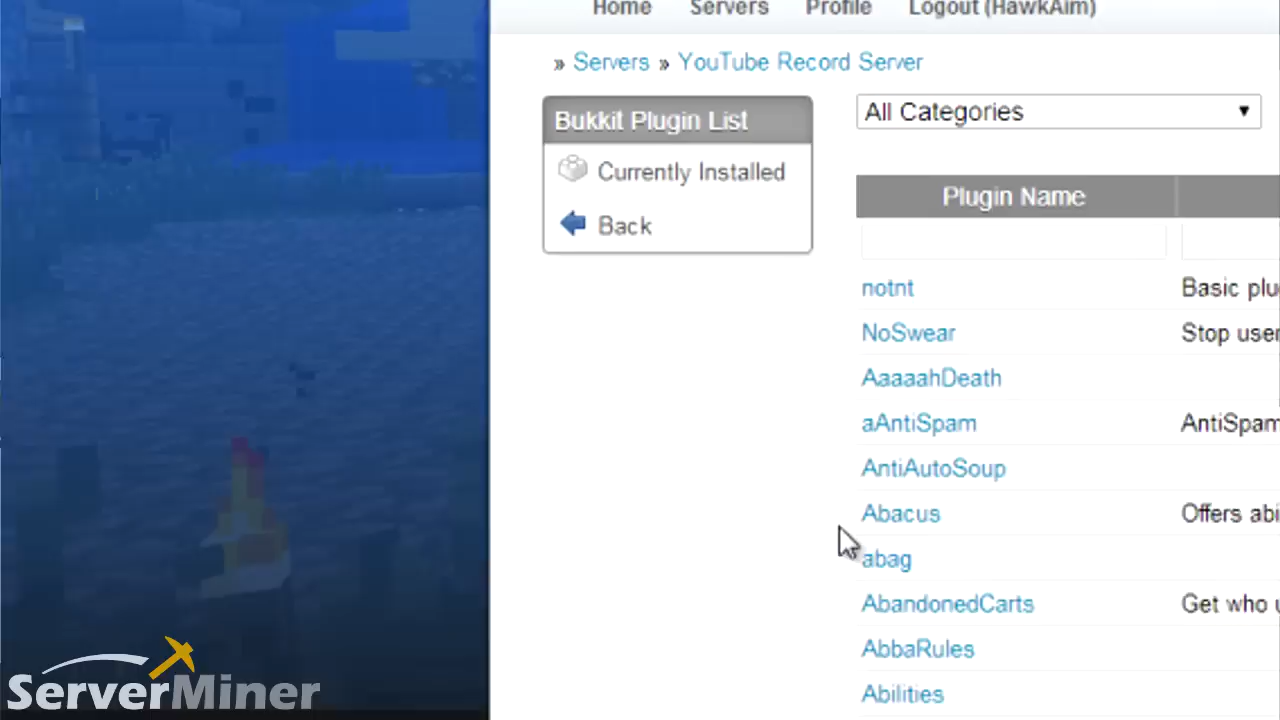 Home Servers Profile Logout (HawkAim)
» Servers » YouTube Record Server
Bukkit Plugin List
Currently Installed
Back
All Categories
Plugin Name
notnt Basic plu
NoSwear Stop user
AaaaahDeath
aAntiSpam AntiSpam
AntiAutoSoup
Abacus Offers abi
abag
AbandonedCarts Get who u
AbbaRules
Abilities
ServerMiner